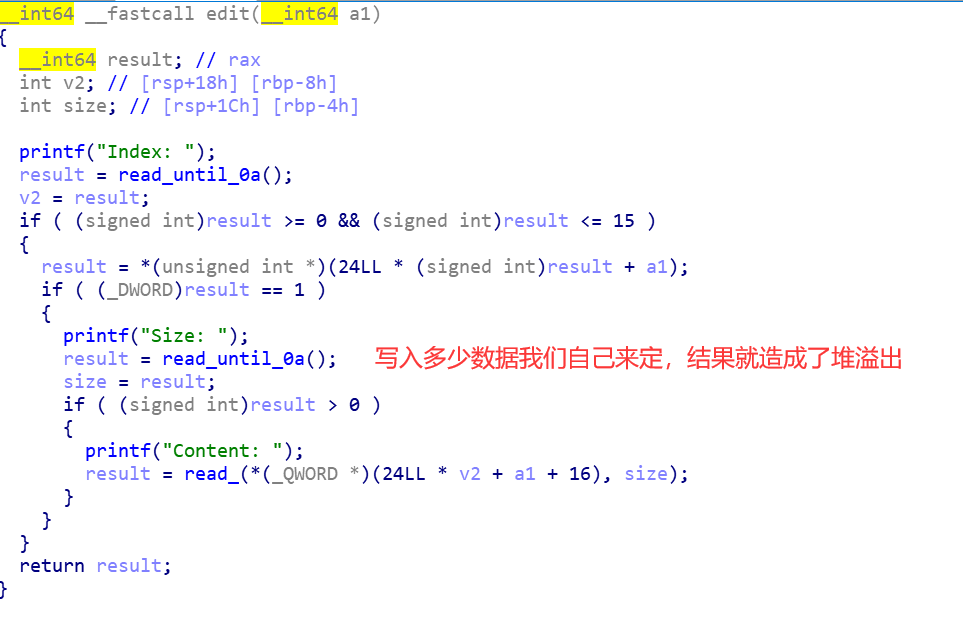 __int64 __fastcall edit(__int64 a1)
{
  __int64 result; // rax
  int v2; // [rsp+18h] [rbp-8h]
  int size; // [rsp+1Ch] [rbp-4h]

  printf("Index: ");
  result = read_until_0a();
  v2 = result;
  if ( (signed int)result >= 0 && (signed int)result <= 15 )
  {
    result = *(unsigned int *)(24LL * (signed int)result + a1);
    if ( (_DWORD)result == 1 )
    {
      printf("Size: ");
      result = read_until_0a(); 写入多少数据我们自己来定，结果就造成了堆溢出
      size = result;
      if ( (signed int)result > 0 )
      {
        printf("Content: ");
        result = read_(*(_QWORD *)(24LL * v2 + a1 + 16), size);
      }
    }
  }
  return result;
}